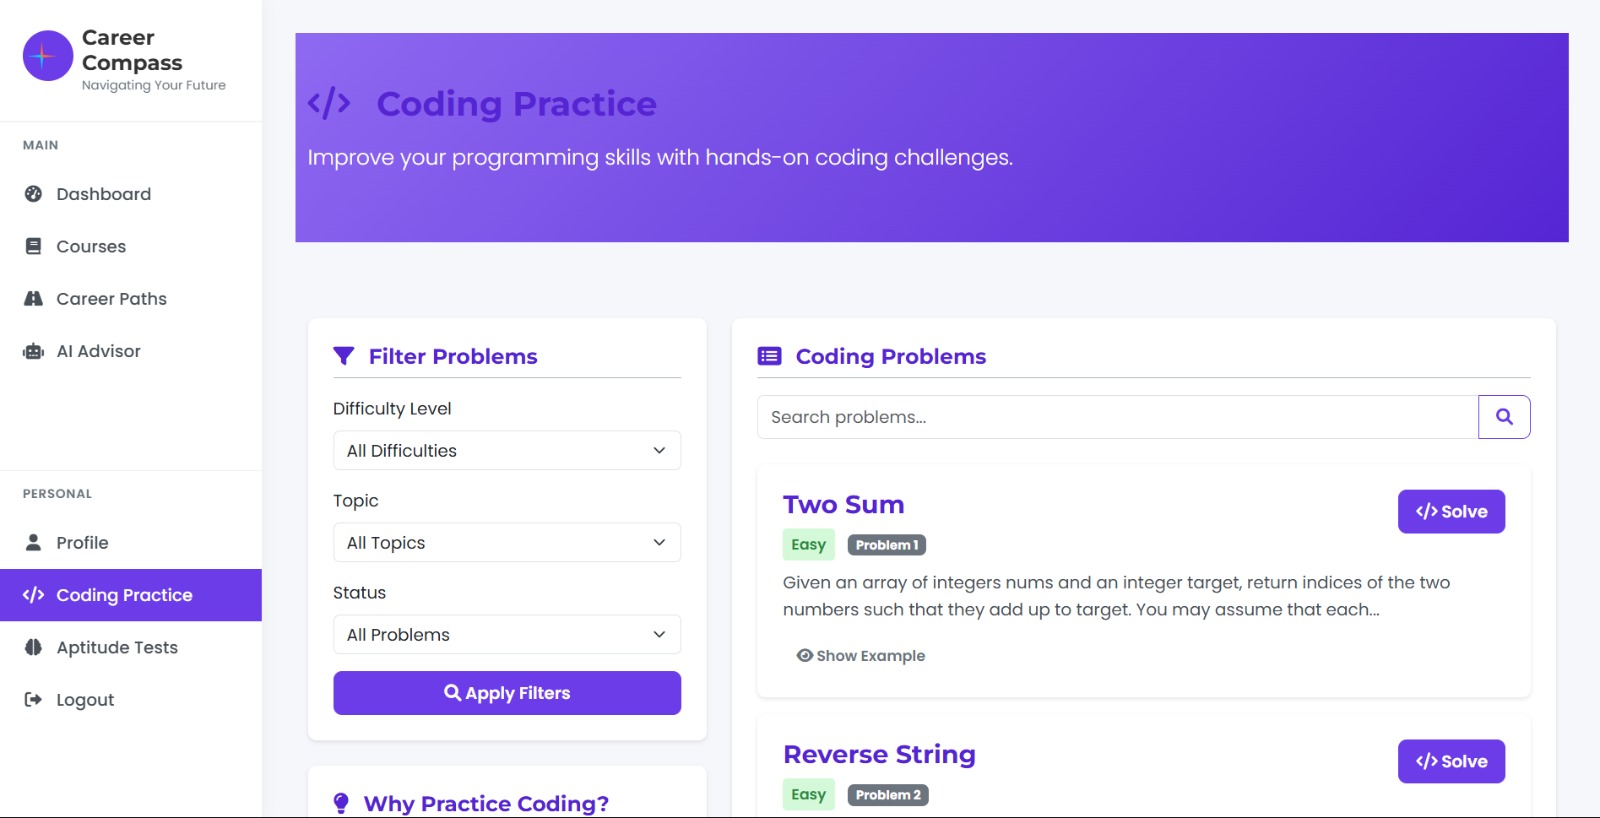 Career
Compass
Navigating Your Future
MAIN
Dashboard
Courses
Career Paths
AI Advisor
PERSONAL
Profile
Coding Practice
Aptitude Tests
Logout
Coding Practice
Improve your programming skills with hands-on coding challenges.
Filter Problems
Difficulty Level
All Difficulties
Topic
All Topics
Status
All Problems
Apply Filters
Why Practice Coding?
Coding Problems
Search problems...
Two Sum
Solve
Easy Problem 1
Given an array of integers nums and an integer target, return indices of the two
numbers such that they add up to target. You may assume that each...
Show Example
Reverse String
Solve
Easy Problem 2